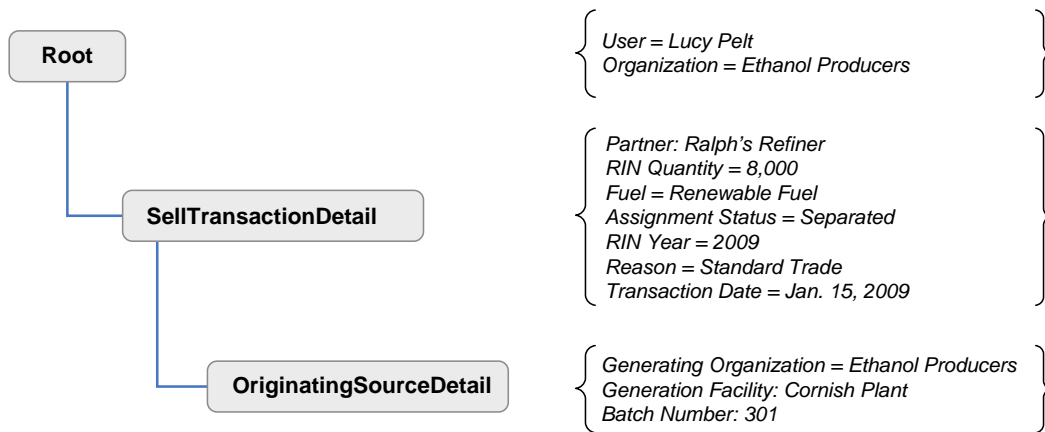 Root
User = Lucy Pelt
Organization = Ethanol Producers
SellTransactionDetail
Partner: Ralph’s Refiner
RIN Quantity = 8,000
Fuel = Renewable Fuel
Assignment Status = Separated
RIN Year = 2009
Reason = Standard Trade
Transaction Date = Jan. 15, 2009
OriginatingSourceDetail
Generating Organization = Ethanol Producers
Generation Facility: Cornish Plant
Batch Number: 301